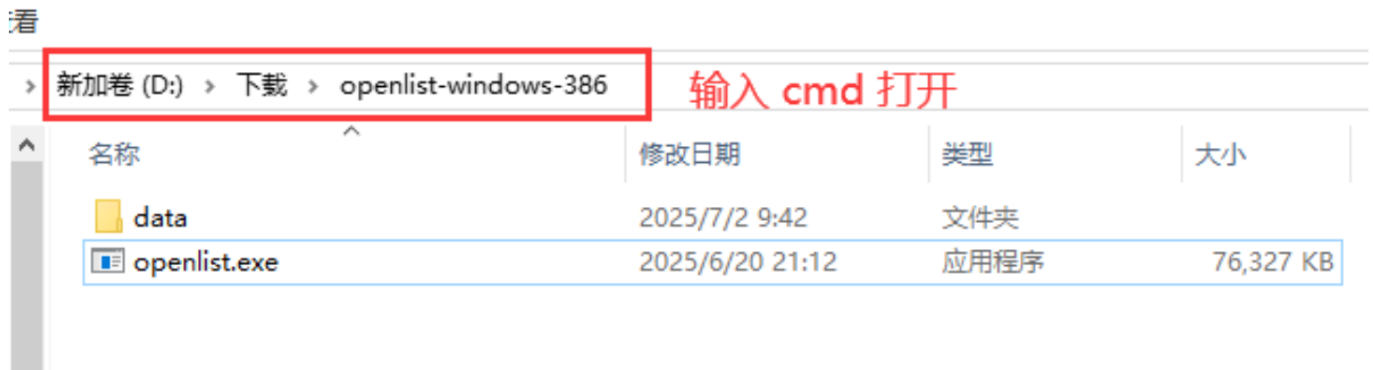 看
新加卷 (D:) › 下载 › openlist-windows-386 输入 cmd 打开
名称 修改日期 类型 大小
data 2025/7/2 9:42 文件夹
openlist.exe 2025/6/20 21:12 应用程序 76,327 KB